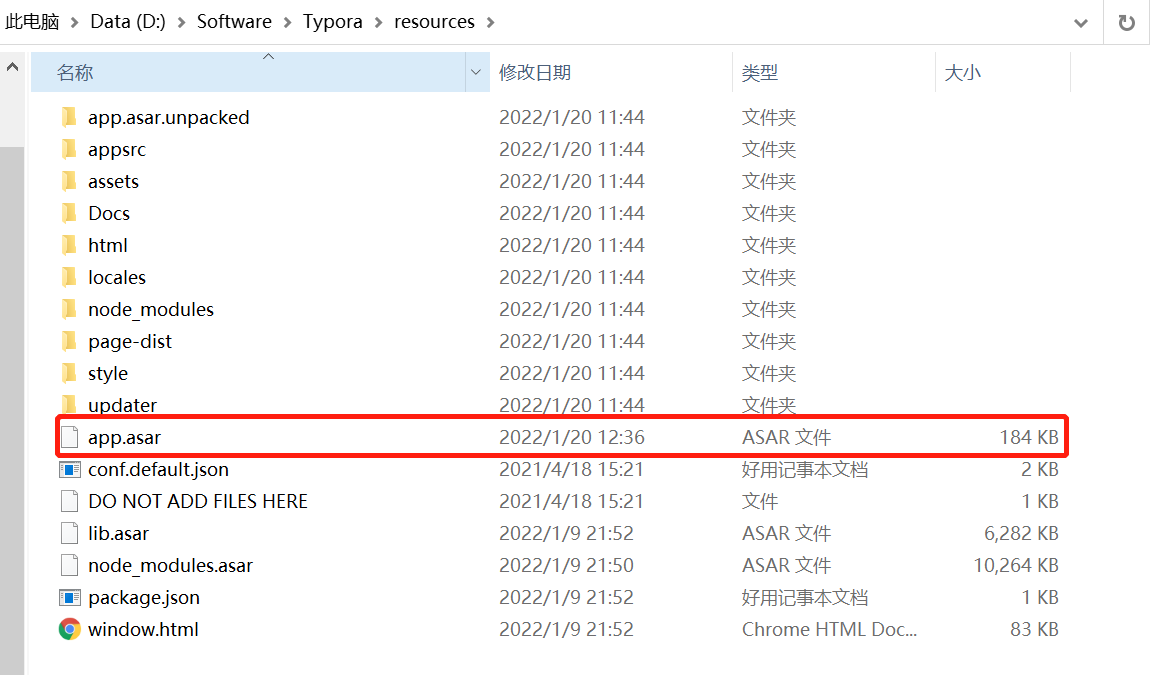 此电脑 > Data (D:) > Software > Typora > resources >
名称 修改日期 类型 大小
app.asar.unpacked 2022/1/20 11:44 文件夹
appsrc 2022/1/20 11:44 文件夹
assets 2022/1/20 11:44 文件夹
Docs 2022/1/20 11:44 文件夹
html 2022/1/20 11:44 文件夹
locales 2022/1/20 11:44 文件夹
node_modules 2022/1/20 11:44 文件夹
page-dist 2022/1/20 11:44 文件夹
style 2022/1/20 11:44 文件夹
updater 2022/1/20 11:44 文件夹
app.asar 2022/1/20 12:36 ASAR 文件 184 KB
conf.default.json 2021/4/18 15:21 好用记事本文档 2 KB
DO NOT ADD FILES HERE 2021/4/18 15:21 文件 1 KB
lib.asar 2022/1/9 21:52 ASAR 文件 6,282 KB
node_modules.asar 2022/1/9 21:50 ASAR 文件 10,264 KB
package.json 2022/1/9 21:52 好用记事本文档 1 KB
window.html 2022/1/9 21:52 Chrome HTML Doc... 83 KB